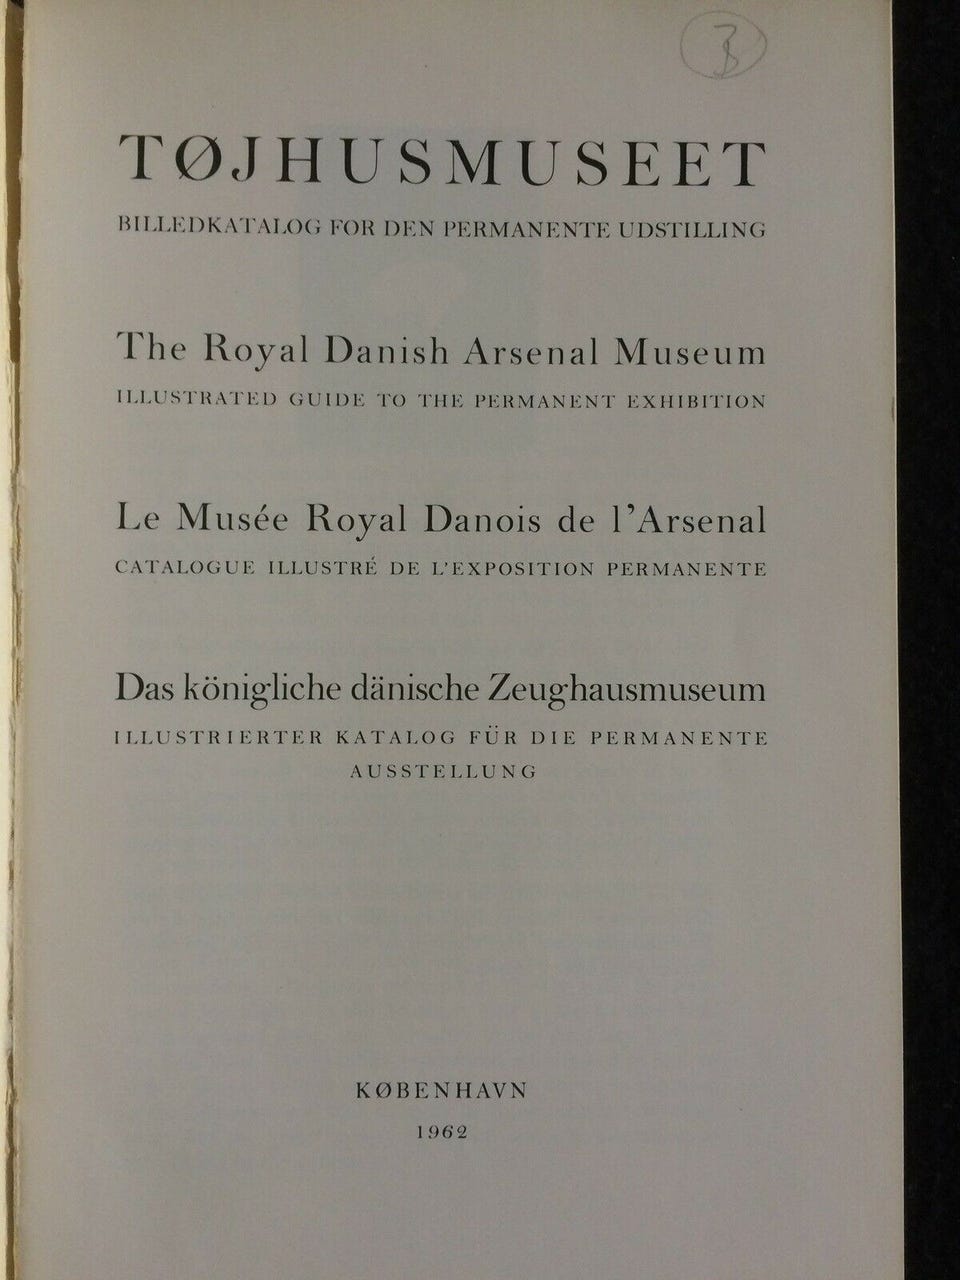 TØJHUSMUSEET
BILLEDKATALOG FOR DEN PERMANENTE UDSTILLING
The Royal Danish Arsenal Museum
ILLUSTRATED GUIDE TO THE PERMANENT EXHIBITION
Le Musée Royal Danois de l'Arsenal
CATALOGUE ILLUSTRÉ DE L'EXPOSITION PERMANENTE
Das königliche dänische Zeughausmuseum
ILLUSTRIERTER KATALOG FÜR DIE PERMANENTE
AUSSTELLUNG
KØBENHAVN
1962